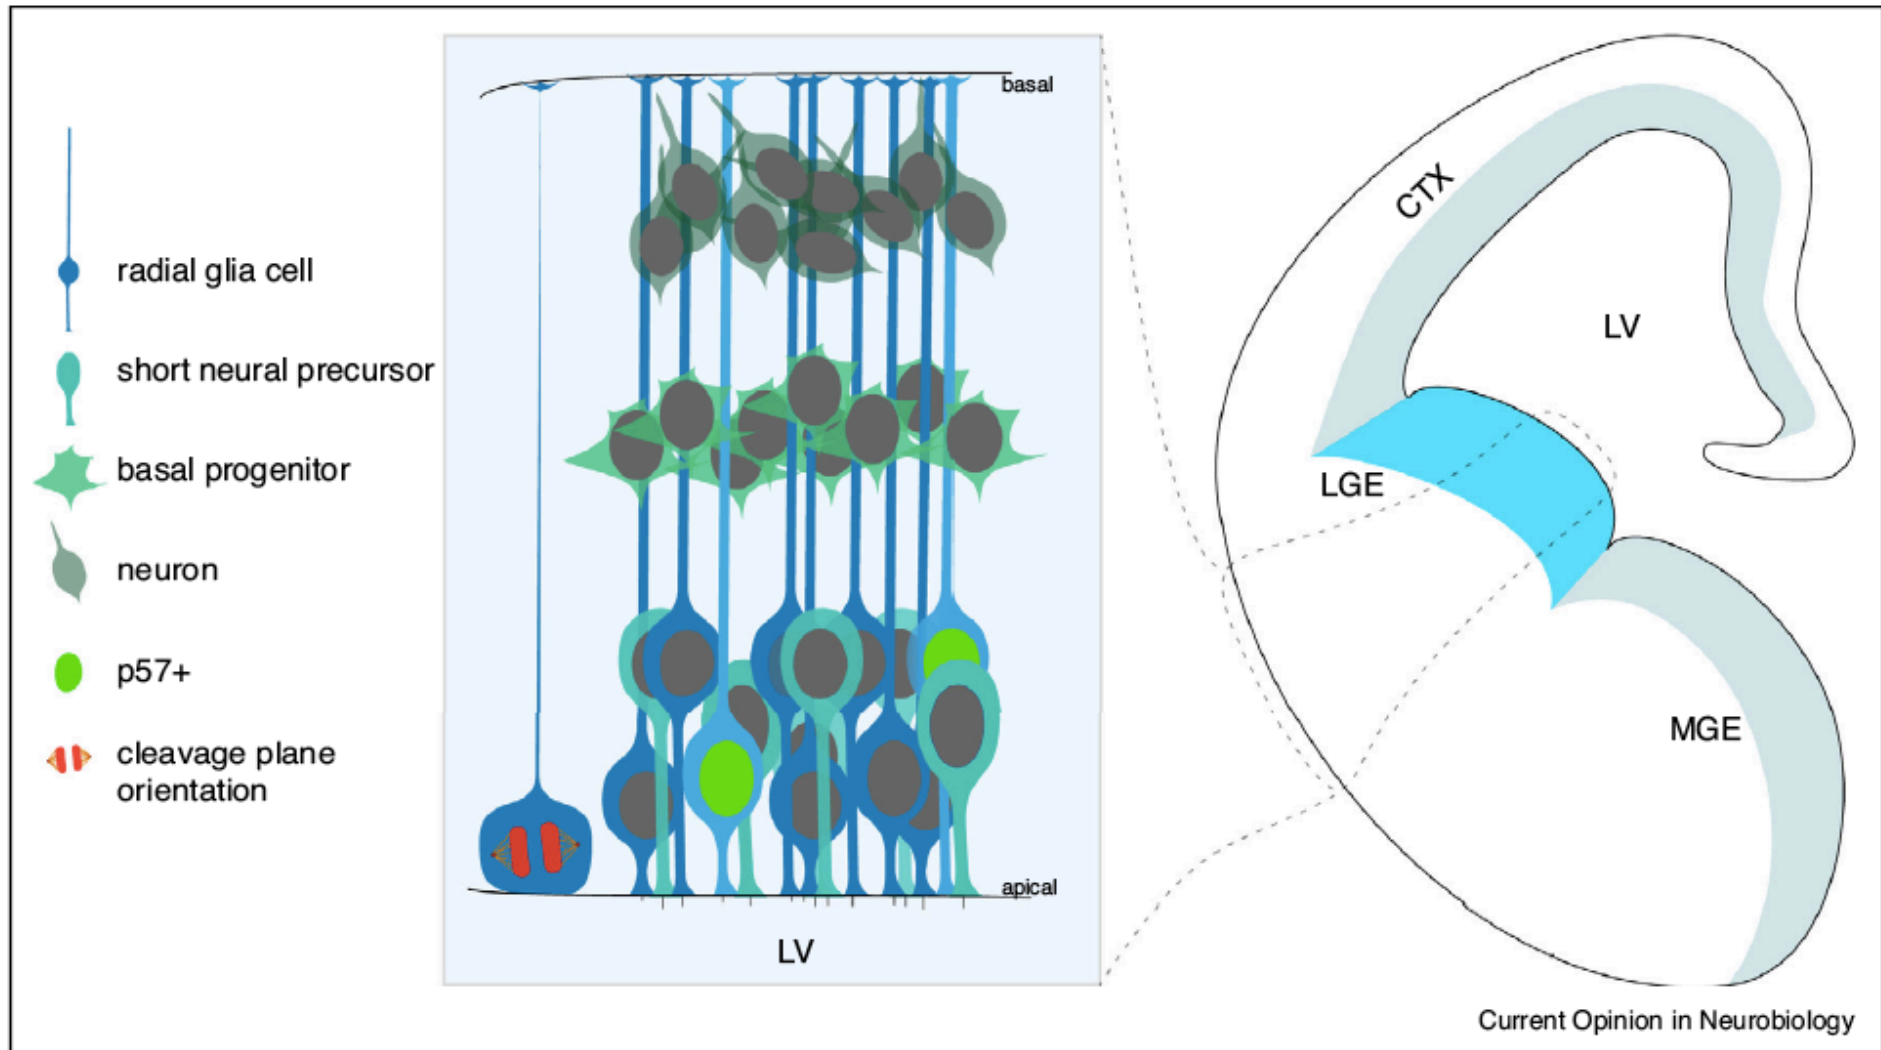 radial glia cell
short neural precursor
basal progenitor
neuron
p57+
cleavage plane
orientation
basal
apical
LV
CTX
LV
LGE
MGE
Current Opinion in Neurobiology